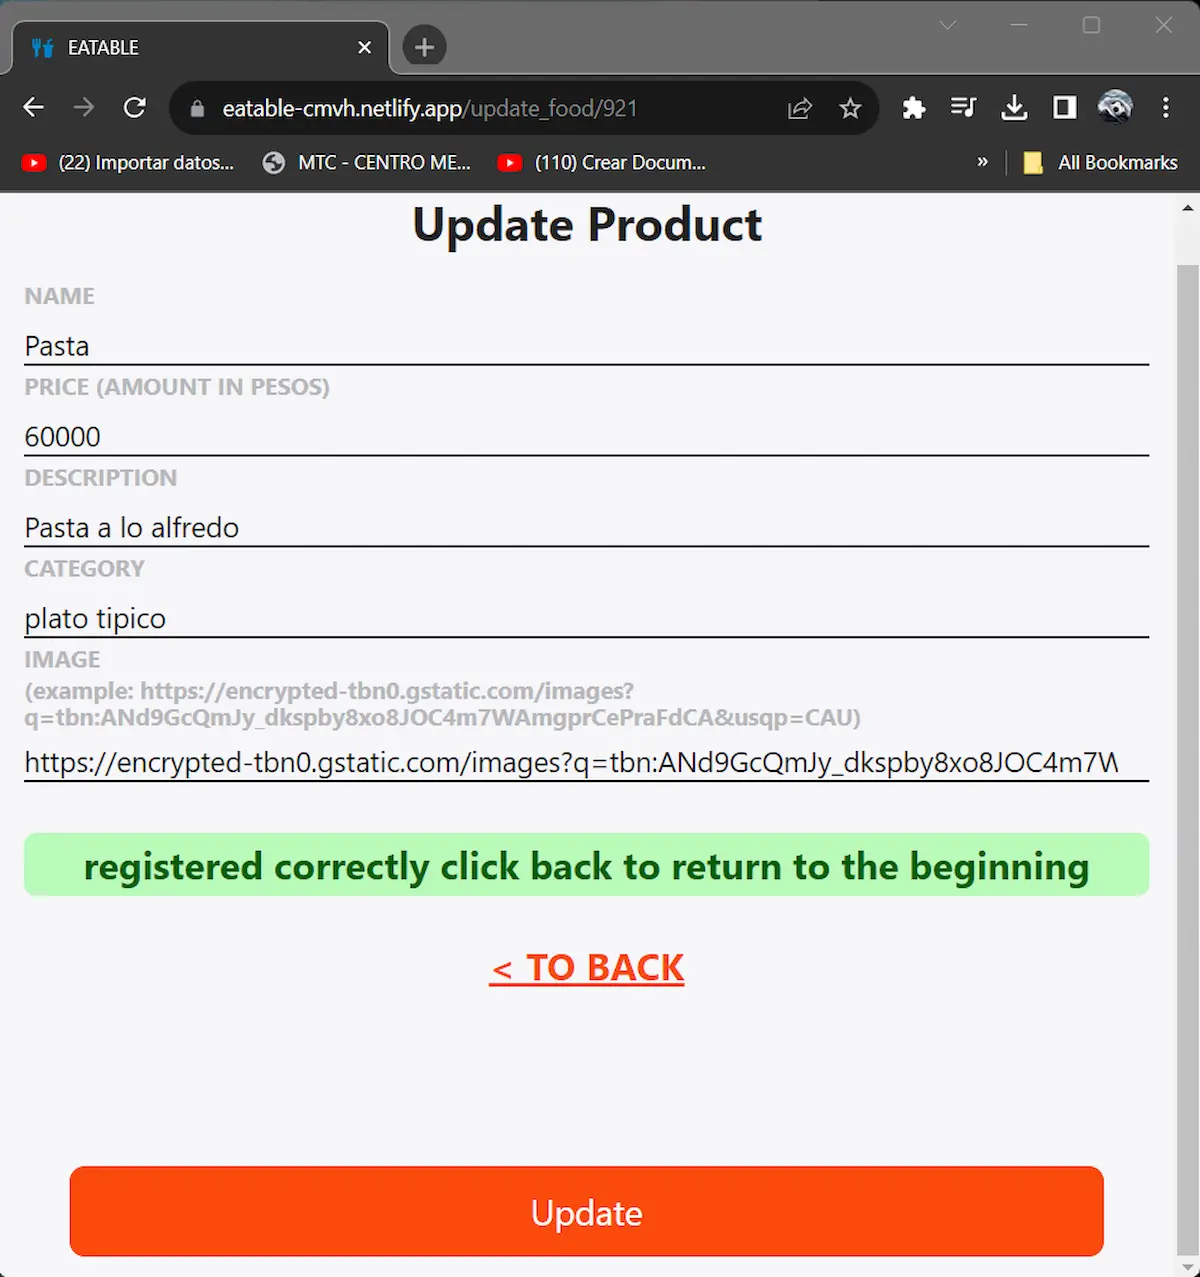 EATABLE
eatable-cmvh.netlify.app/update_food/921
(22) Importar datos...
MTC - CENTRO ME...
(110) Crear Docum...
»
All Bookmarks
Update Product
NAME
Pasta
PRICE (AMOUNT IN PESOS)
60000
DESCRIPTION
Pasta a lo alfredo
CATEGORY
plato tipico
IMAGE
(example: https://encrypted-tbn0.gstatic.com/images?
q=tbn:ANd9GcQmJy_dkspby8xo8JOC4m7WAmgprCePraFdCA&usqp=CAU)
https://encrypted-tbn0.gstatic.com/images?q=tbn:ANd9GcQmJy_dkspby8xo8JOC4m7W
registered correctly click back to return to the beginning
< TO BACK
Update